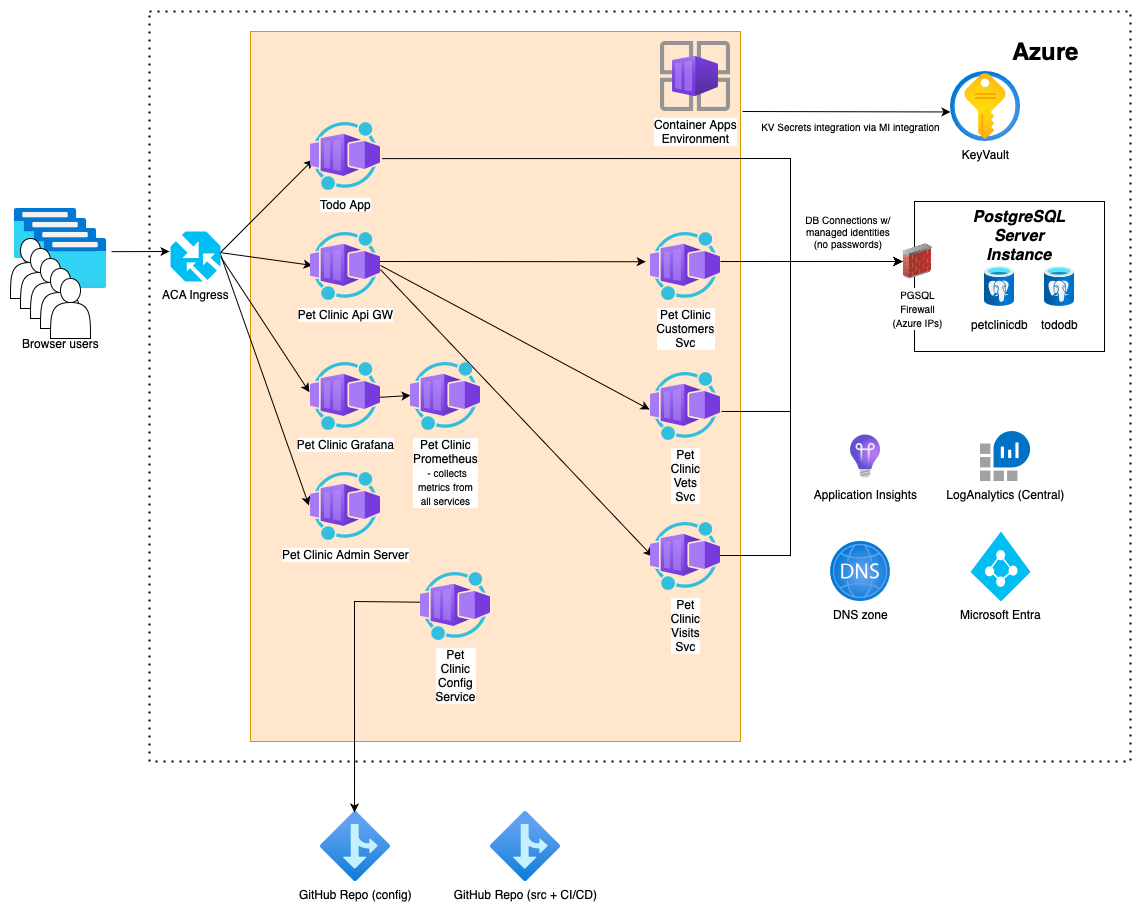 Azure
Container Apps
Environment
KV Secrets integration via MI integration
KeyVault
Todo App
DB Connections w/
managed identities
(no passwords)
PostgreSQL
Server
Instance
PGSQL
Firewall
(Azure IPs)
petclinicdb
tododb
ACA Ingress
Browser users
Pet Clinic Api GW
Pet Clinic
Customers
Svc
Pet Clinic Grafana
Pet Clinic
Prometheus
- collects
metrics from
all services
Pet
Clinic
Vets
Svc
Application Insights
LogAnalytics (Central)
Pet Clinic Admin Server
DNS
DNS zone
Microsoft Entra
Pet
Clinic
Visits
Svc
Pet
Clinic
Config
Service
GitHub Repo (config)
GitHub Repo (src + CI/CD)